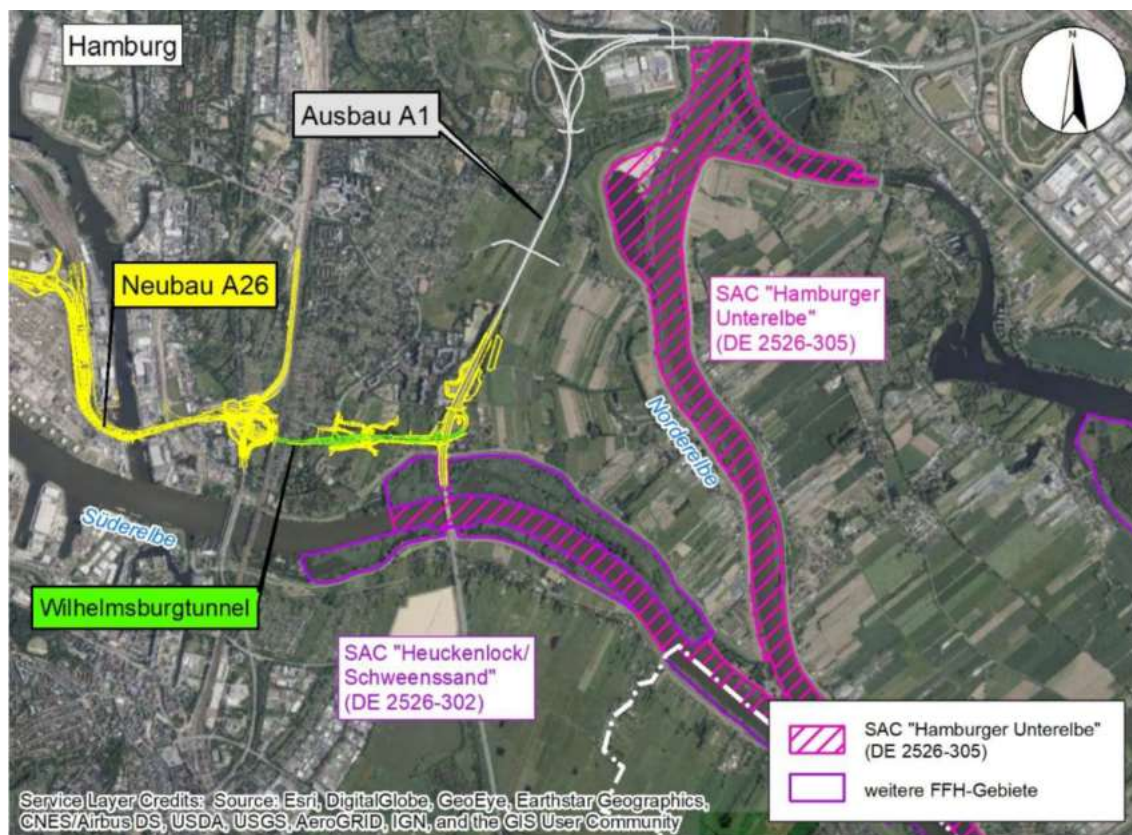 Hamburg
N
Ausbau A1
Neubau A26
SAC "Hamburger
Unterelbe"
(DE 2526-305)
Norderelbe
Süderelbe
Wilhelmsburgtunnel
SAC "Heuckenlock/
Schweenssand"
(DE 2526-302)
SAC "Hamburger Unterelbe"
(DE 2526-305)
weitere FFH-Gebiete
Service Layer Credits: Source: Esri, DigitalGlobe, GeoEye, Earthstar Geographics,
CNES/Airbus DS, USDA, USGS, AeroGRID, IGN, and the GIS User Community